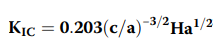 K_IC = 0.203(c/a)^{−3/2}Ha^{1/2}